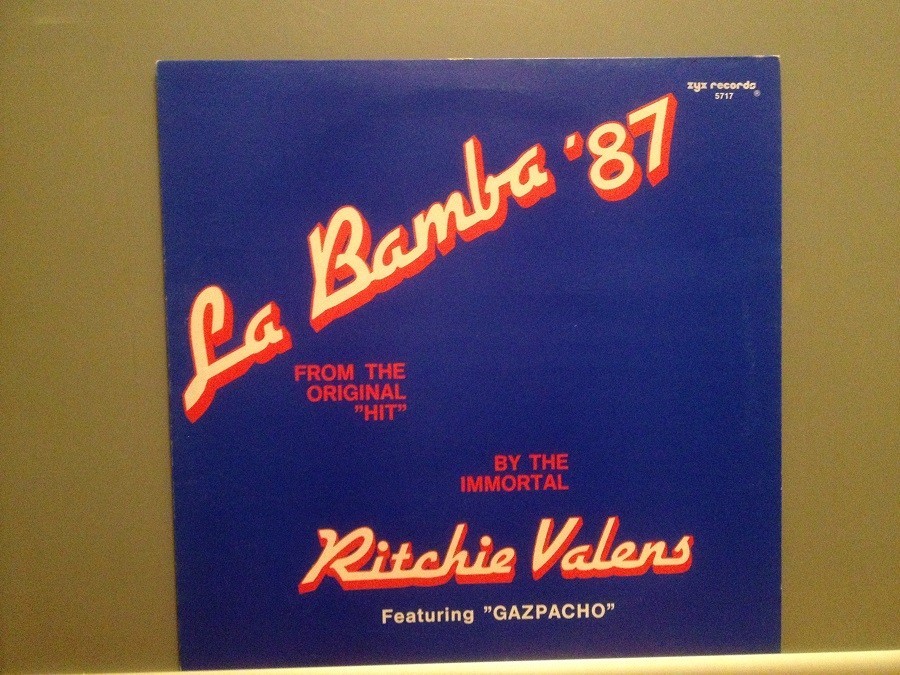 zyx records
5717
®
La Bamba '87
FROM THE
ORIGINAL
"HIT"
BY THE
IMMORTAL
Ritchie Valens
Featuring "GAZPACHO"